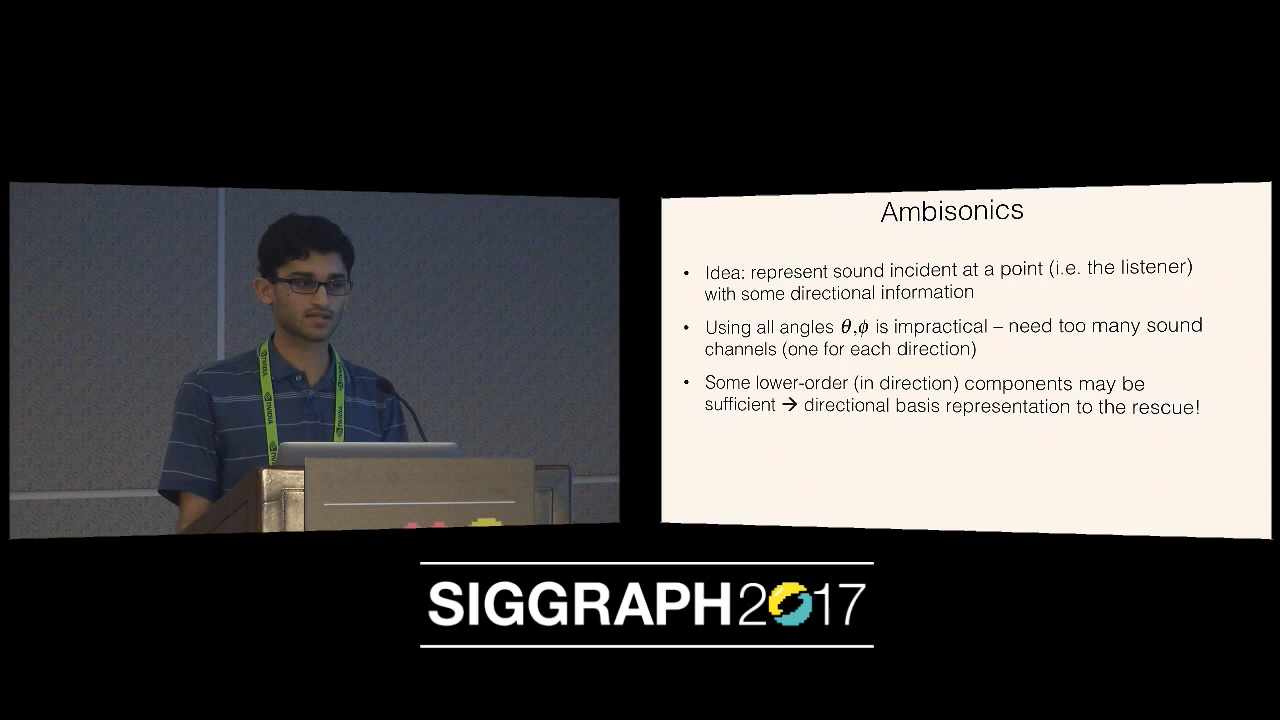 Ambisonics
• Idea: represent sound incident at a point (i.e. the listener)
with some directional information
• Using all angles θ,ϕ is impractical – need too many sound
channels (one for each direction)
• Some lower-order (in direction) components may be
sufficient → directional basis representation to the rescue!
NVIDIA
SIGGRAPH2017